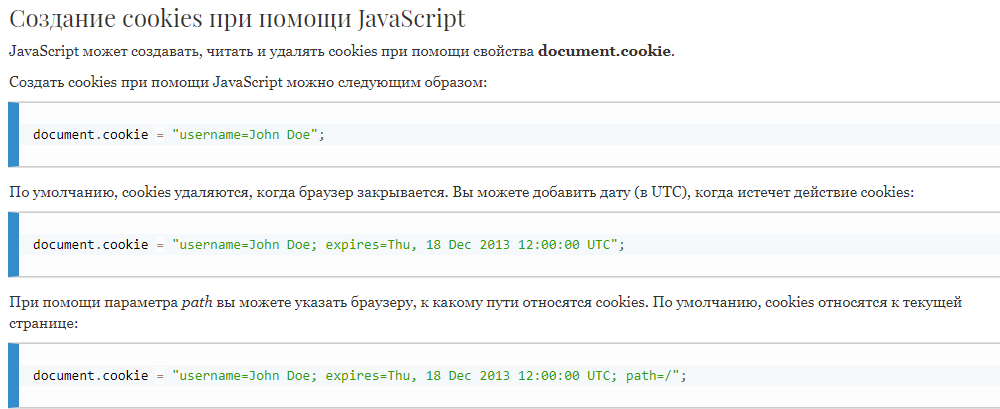 Создание cookies при помощи JavaScript
JavaScript может создавать, читать и удалять cookies при помощи свойства document.cookie.
Создать cookies при помощи JavaScript можно следующим образом:
document.cookie = "username=John Doe";
По умолчанию, cookies удаляются, когда браузер закрывается. Вы можете добавить дату (в UTC), когда истечет действие cookies:
document.cookie = "username=John Doe; expires=Thu, 18 Dec 2013 12:00:00 UTC";
При помощи параметра path вы можете указать браузеру, к какому пути относятся cookies. По умолчанию, cookies относятся к текущей
странице:
document.cookie = "username=John Doe; expires=Thu, 18 Dec 2013 12:00:00 UTC; path=/";